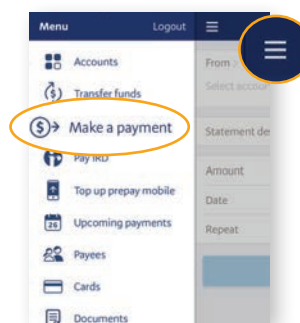 Menu Logout
Accounts
From
Select accou
Transfer funds
Make a payment
Statement de
Pay IRD
Amount
Top up prepay mobile
Date
26 Upcoming payments
Repeat
Payees
Cards
Documents